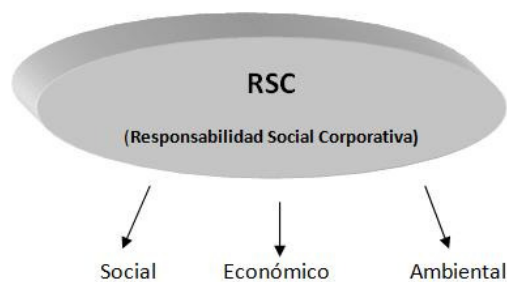 RSC
(Responsabilidad Social Corporativa)
Social Económico Ambiental